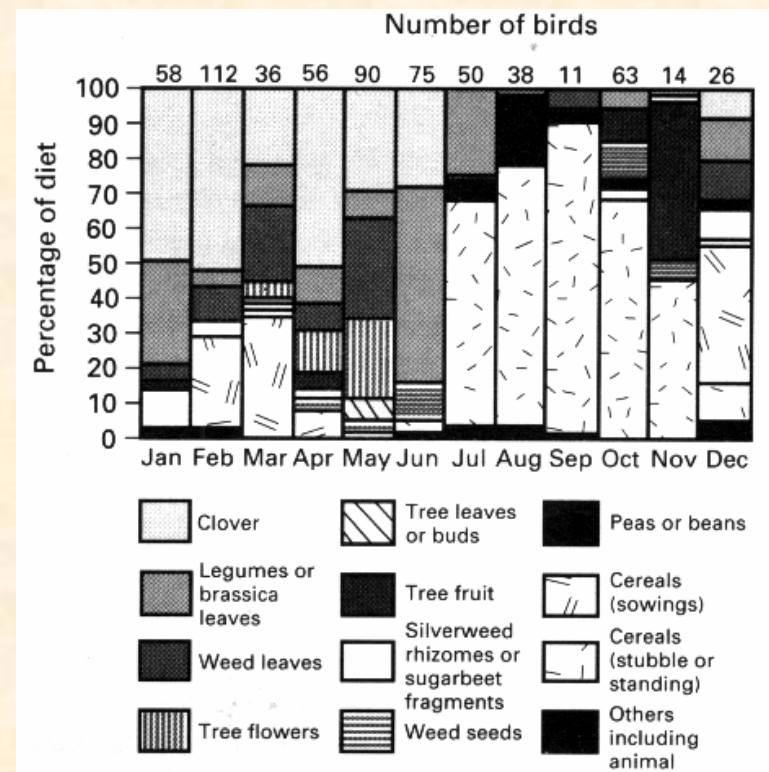 Number of birds
58 112 36 56 90 75 50 38 11 63 14 26
Percentage of diet
100
90
80
70
60
50
40
30
20
10
0
Jan Feb Mar Apr May Jun Jul Aug Sep Oct Nov Dec
Clover
Legumes or
brassica
leaves
Weed leaves
Tree flowers
Tree leaves
or buds
Tree fruit
Silverweed
rhizomes or
sugarbeet
fragments
Weed seeds
Peas or beans
Cereals
(sowings)
Cereals
(stubble or
standing)
Others
including
animal